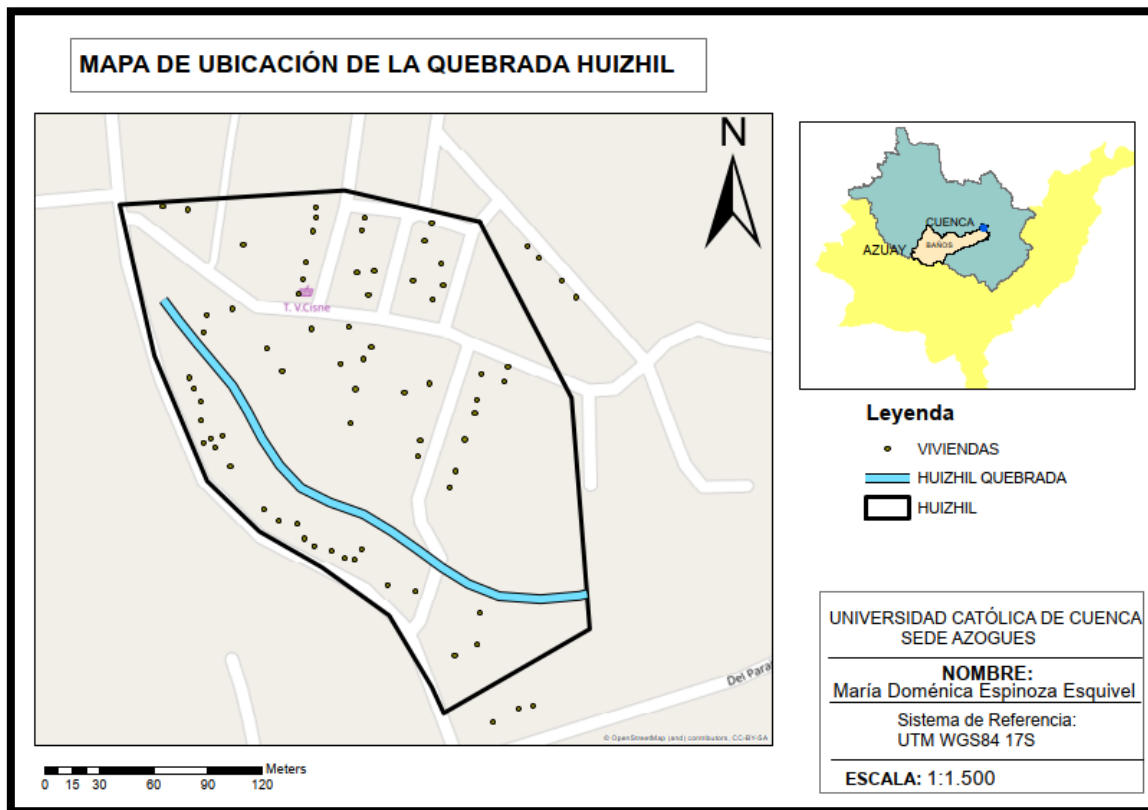 MAPA DE UBICACIÓN DE LA QUEBRADA HUIZHIL
N
T. V.Cisne
Del Para
© OpenStreetMap (and) contributors, CC-BY-SA
Meters
0 15 30 60 90 120
CUENCA
AZUAY
BAÑOS
Leyenda
VIVIENDAS
HUIZHIL QUEBRADA
HUIZHIL
UNIVERSIDAD CATÓLICA DE CUENCA
SEDE AZOGUES
NOMBRE:
María Doménica Espinoza Esquivel
Sistema de Referencia:
UTM WGS84 17S
ESCALA: 1:1.500